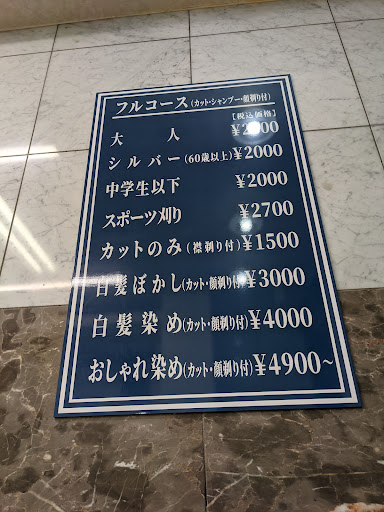 フルコース(カット・シャンプー・顔剃り付)
[税込価格]
大人
シルバー(60歳以上)¥2000
中学生以下 ¥2000
スポーツ刈り ¥2700
カットのみ(襟剃り付)¥1500
白髪ぼかし(カット・顔剃り付)¥3000
白髪染め(カット・顔剃り付)¥4000
おしゃれ染め(カット・顔剃り付)¥4900~